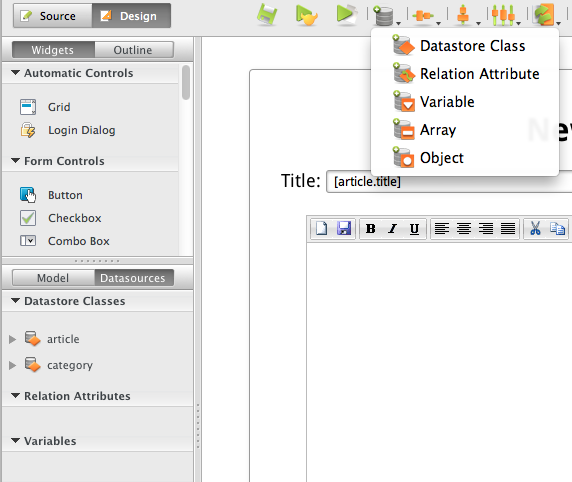 Source Design
Widgets Outline
Automatic Controls
Grid
Login Dialog
Form Controls
Button
Checkbox
Combo Box
Model Datasources
Datastore Classes
article
category
Relation Attributes
Variables
Datastore Class
Relation Attribute
Variable
Array
Object
Title: [article.title]
B I U